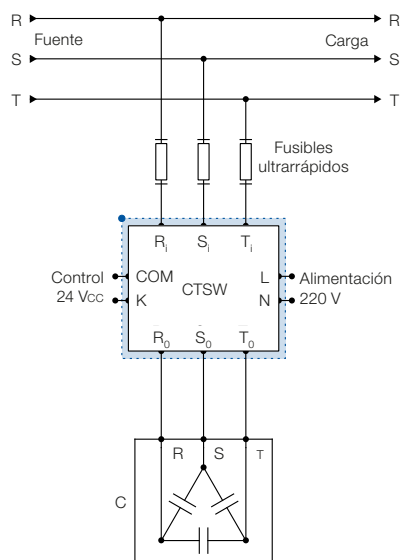 R R
Fuente Carga
S S
T T
Fusibles
ultrarrápidos
Ri Si Ti
Control COM L Alimentación
24 Vcc K CTSW N 220 V
R0 S0 T0
R S T
C